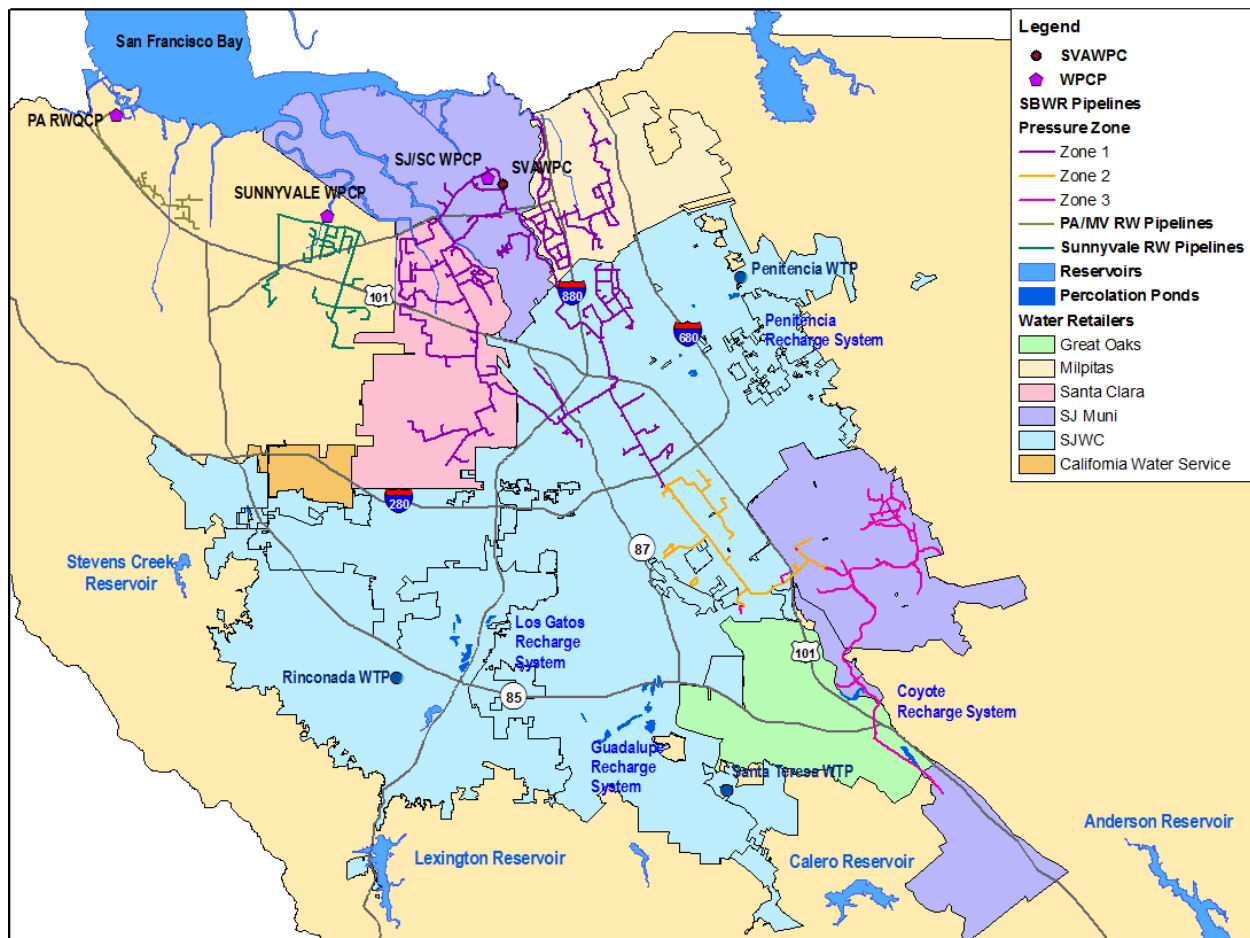 San Francisco Bay
PA RWQCP
SJ/SC WPCP
SVAWPC
SUNNYVALE WPCP
101
880
680
Penitencia WTP
Penitencia
Recharge System
280
Stevens Creek
Reservoir
87
Los Gatos
Recharge
System
101
Rinconada WTP
85
Coyote
Recharge System
Guadalupe
Recharge
System
Santa Teresa WTP
Lexington Reservoir
Calero Reservoir
Anderson Reservoir
Legend
SVAWPC
WPCP
SBWR Pipelines
Pressure Zone
Zone 1
Zone 2
Zone 3
PA/MV RW Pipelines
Sunnyvale RW Pipelines
Reservoirs
Percolation Ponds
Water Retailers
Great Oaks
Milpitas
Santa Clara
SJ Muni
SJWC
California Water Service